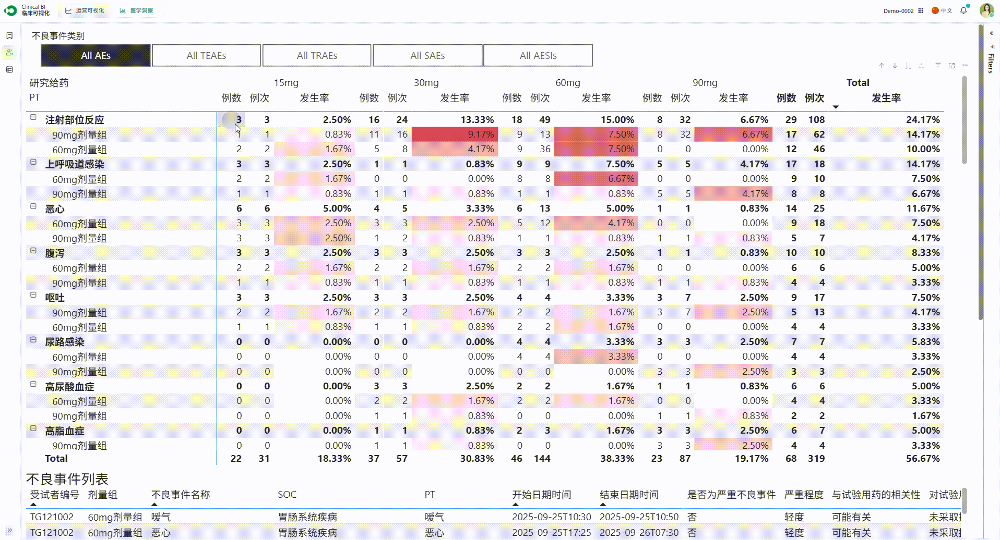 Clinical BI
临床可视化
运营可视化 医学洞察
Demo-0002 中文
不良事件类别
All AEs All TEAEs All TRAEs All SAEs All AESIs
Filters
研究给药 15mg 30mg 60mg 90mg Total
PT 例数 例次 发生率 例数 例次 发生率 例数 例次 发生率 例数 例次 发生率 例数 例次 发生率
注射部位反应 3 3 2.50% 16 24 13.33% 18 49 15.00% 8 32 6.67% 29 108 24.17%
90mg剂量组 1 1 0.83% 11 16 9.17% 9 13 7.50% 8 32 6.67% 17 62 14.17%
60mg剂量组 2 2 1.67% 5 8 4.17% 9 36 7.50% 0 0 0.00% 12 46 10.00%
上呼吸道感染 3 3 2.50% 1 1 0.83% 9 9 7.50% 5 5 4.17% 17 18 14.17%
60mg剂量组 2 2 1.67% 0 0 0.00% 8 8 6.67% 0 0 0.00% 9 10 7.50%
90mg剂量组 1 1 0.83% 1 1 0.83% 1 1 0.83% 5 5 4.17% 8 8 6.67%
恶心 6 6 5.00% 4 5 3.33% 6 13 5.00% 1 1 0.83% 14 25 11.67%
60mg剂量组 3 3 2.50% 3 3 2.50% 5 12 4.17% 0 0 0.00% 9 18 7.50%
90mg剂量组 3 3 2.50% 1 2 0.83% 1 1 0.83% 1 1 0.83% 5 7 4.17%
腹泻 3 3 2.50% 3 3 2.50% 3 3 2.50% 1 1 0.83% 10 10 8.33%
60mg剂量组 2 2 1.67% 2 2 1.67% 2 2 1.67% 0 0 0.00% 6 6 5.00%
90mg剂量组 1 1 0.83% 1 1 0.83% 1 1 0.83% 1 1 0.83% 4 4 3.33%
呕吐 3 3 2.50% 3 3 2.50% 4 4 3.33% 3 7 2.50% 9 17 7.50%
90mg剂量组 2 2 1.67% 2 2 1.67% 2 2 1.67% 3 7 2.50% 5 13 4.17%
60mg剂量组 1 1 0.83% 1 1 0.83% 2 2 1.67% 0 0 0.00% 4 4 3.33%
尿路感染 0 0 0.00% 0 0 0.00% 4 4 3.33% 3 3 2.50% 7 7 5.83%
60mg剂量组 0 0 0.00% 0 0 0.00% 4 4 3.33% 0 0 0.00% 4 4 3.33%
90mg剂量组 0 0 0.00% 0 0 0.00% 0 0 0.00% 3 3 2.50% 3 3 2.50%
高尿酸血症 0 0 0.00% 3 3 2.50% 2 2 1.67% 1 1 0.83% 6 6 5.00%
60mg剂量组 0 0 0.00% 2 2 1.67% 2 2 1.67% 0 0 0.00% 4 4 3.33%
90mg剂量组 0 0 0.00% 1 1 0.83% 0 0 0.00% 1 1 0.83% 2 2 1.67%
高脂血症 0 0 0.00% 1 1 0.83% 2 3 1.67% 3 3 2.50% 6 7 5.00%
90mg剂量组 0 0 0.00% 1 1 0.83% 0 0 0.00% 3 3 2.50% 4 4 3.33%
Total 22 31 18.33% 37 57 30.83% 46 144 38.33% 23 87 19.17% 68 319 56.67%
不良事件列表
受试者编号 剂量组 不良事件名称 SOC PT 开始日期时间 结束日期时间 是否为严重不良事件 严重程度 与试验用药的相关性 对试验
TG121002 60mg剂量组 嗳气 胃肠系统疾病 嗳气 2025-09-25T10:30 2025-09-25T10:50 否 轻度 可能有关 未采取
TG121002 60mg剂量组 恶心 胃肠系统疾病 恶心 2025-09-25T17:25 2025-09-26T07:30 否 轻度 可能有关 未采取